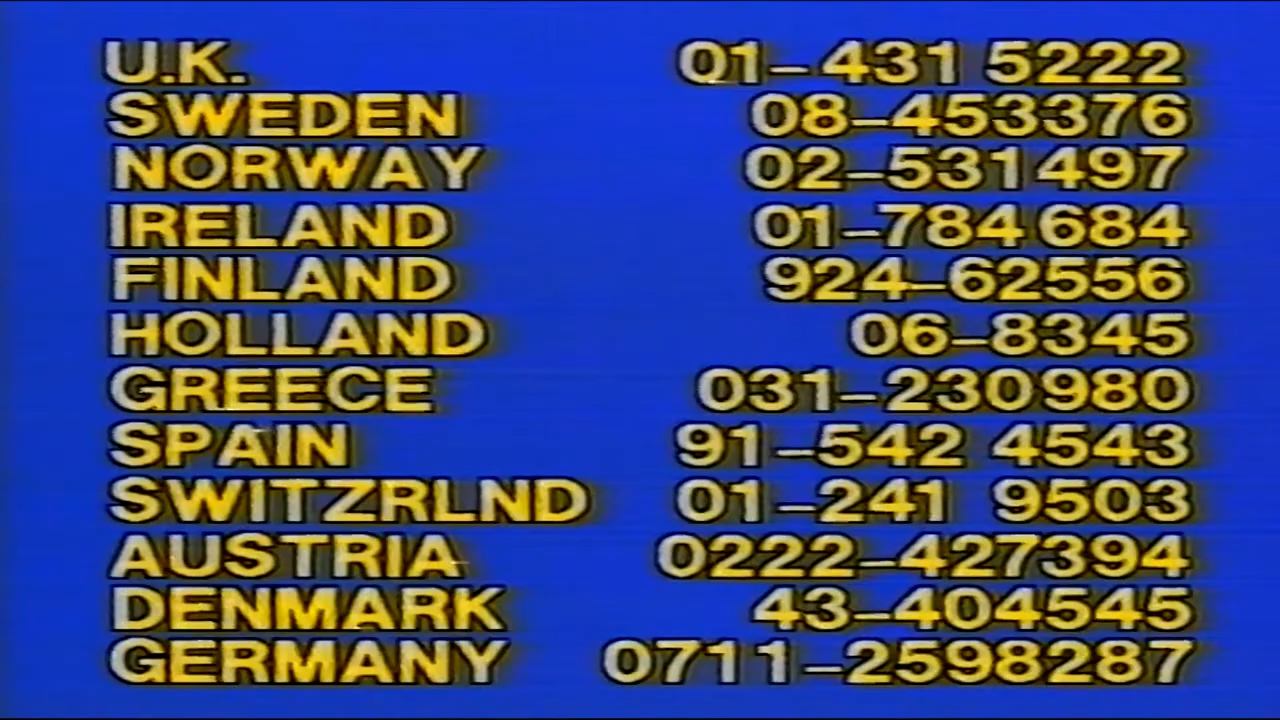 U.K. 01-431 5222
SWEDEN 08-453376
NORWAY 02-531497
IRELAND 01-784684
FINLAND 924-62556
HOLLAND 06-8345
GREECE 031-230980
SPAIN 91-542 4543
SWITZRLND 01-241 9503
AUSTRIA 0222-427394
DENMARK 43-404545
GERMANY 0711-2598287